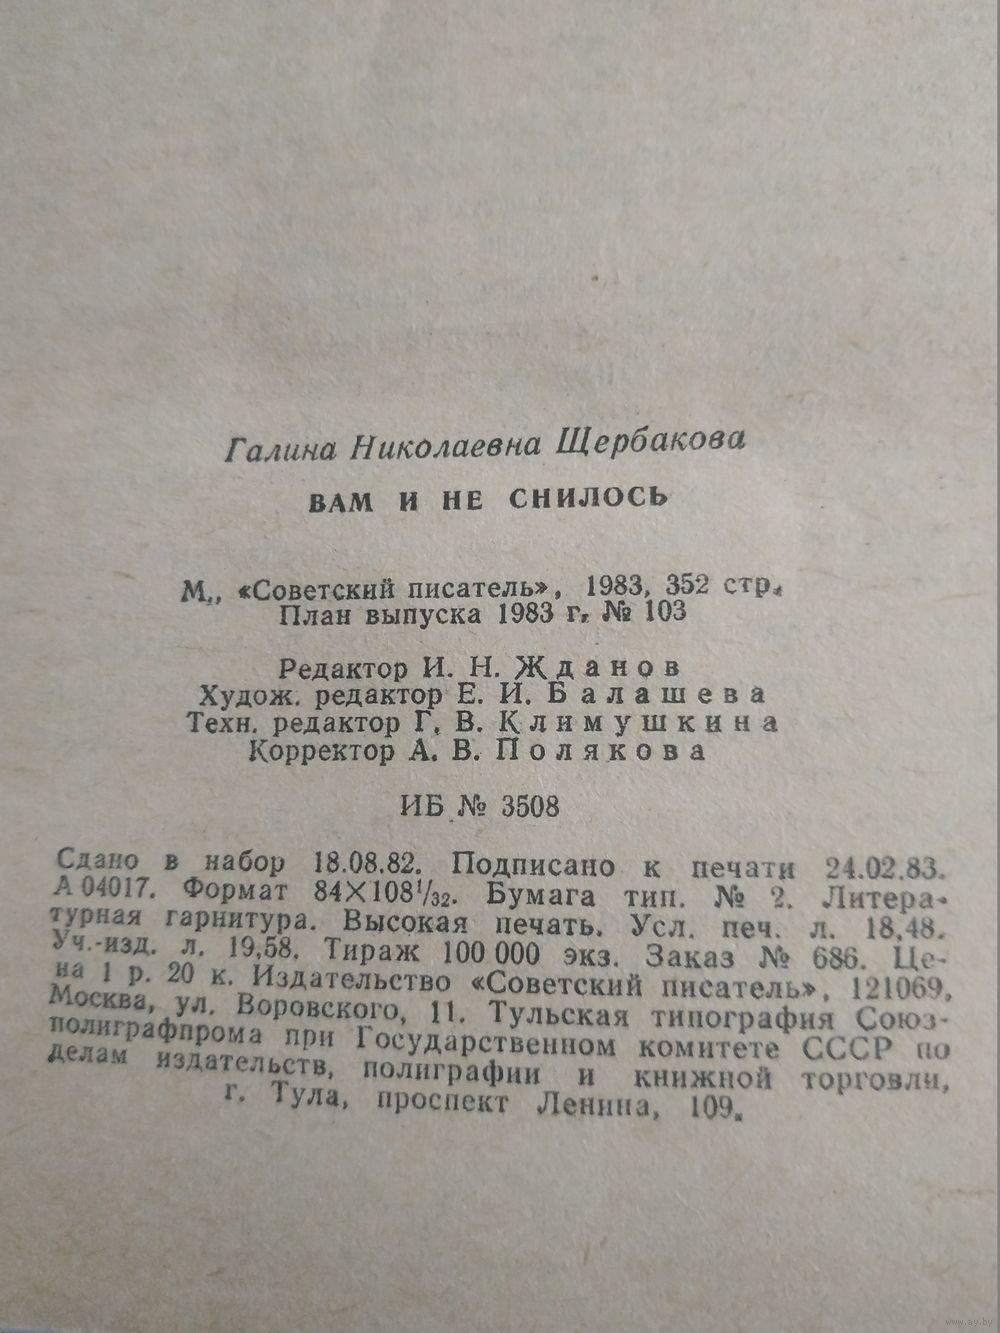 Галина Николаевна Щербакова
ВАМ И НЕ СНИЛОСЬ
М., «Советский писатель», 1983, 352 стр.
План выпуска 1983 г. № 103
Редактор И. Н. Жданов
Худож. редактор Е. И. Балашева
Техн. редактор Г. В. Климушкина
Корректор А. В. Полякова
ИБ № 3508
Сдано в набор 18.08.82. Подписано к печати 24.02.83.
А 04017. Формат 84×108¹/₃₂. Бумага тип. № 2. Литера-
турная гарнитура. Высокая печать. Усл. печ. л. 18,48.
Уч.-изд. л. 19,58. Тираж 100 000 экз. Заказ № 686. Це-
на 1 р. 20 к. Издательство «Советский писатель», 121069,
Москва, ул. Воровского, 11. Тульская типография Союз-
полиграфпрома при Государственном комитете СССР по
делам издательств, полиграфии и книжной торговли,
г. Тула, проспект Ленина, 109.
www.ay.by